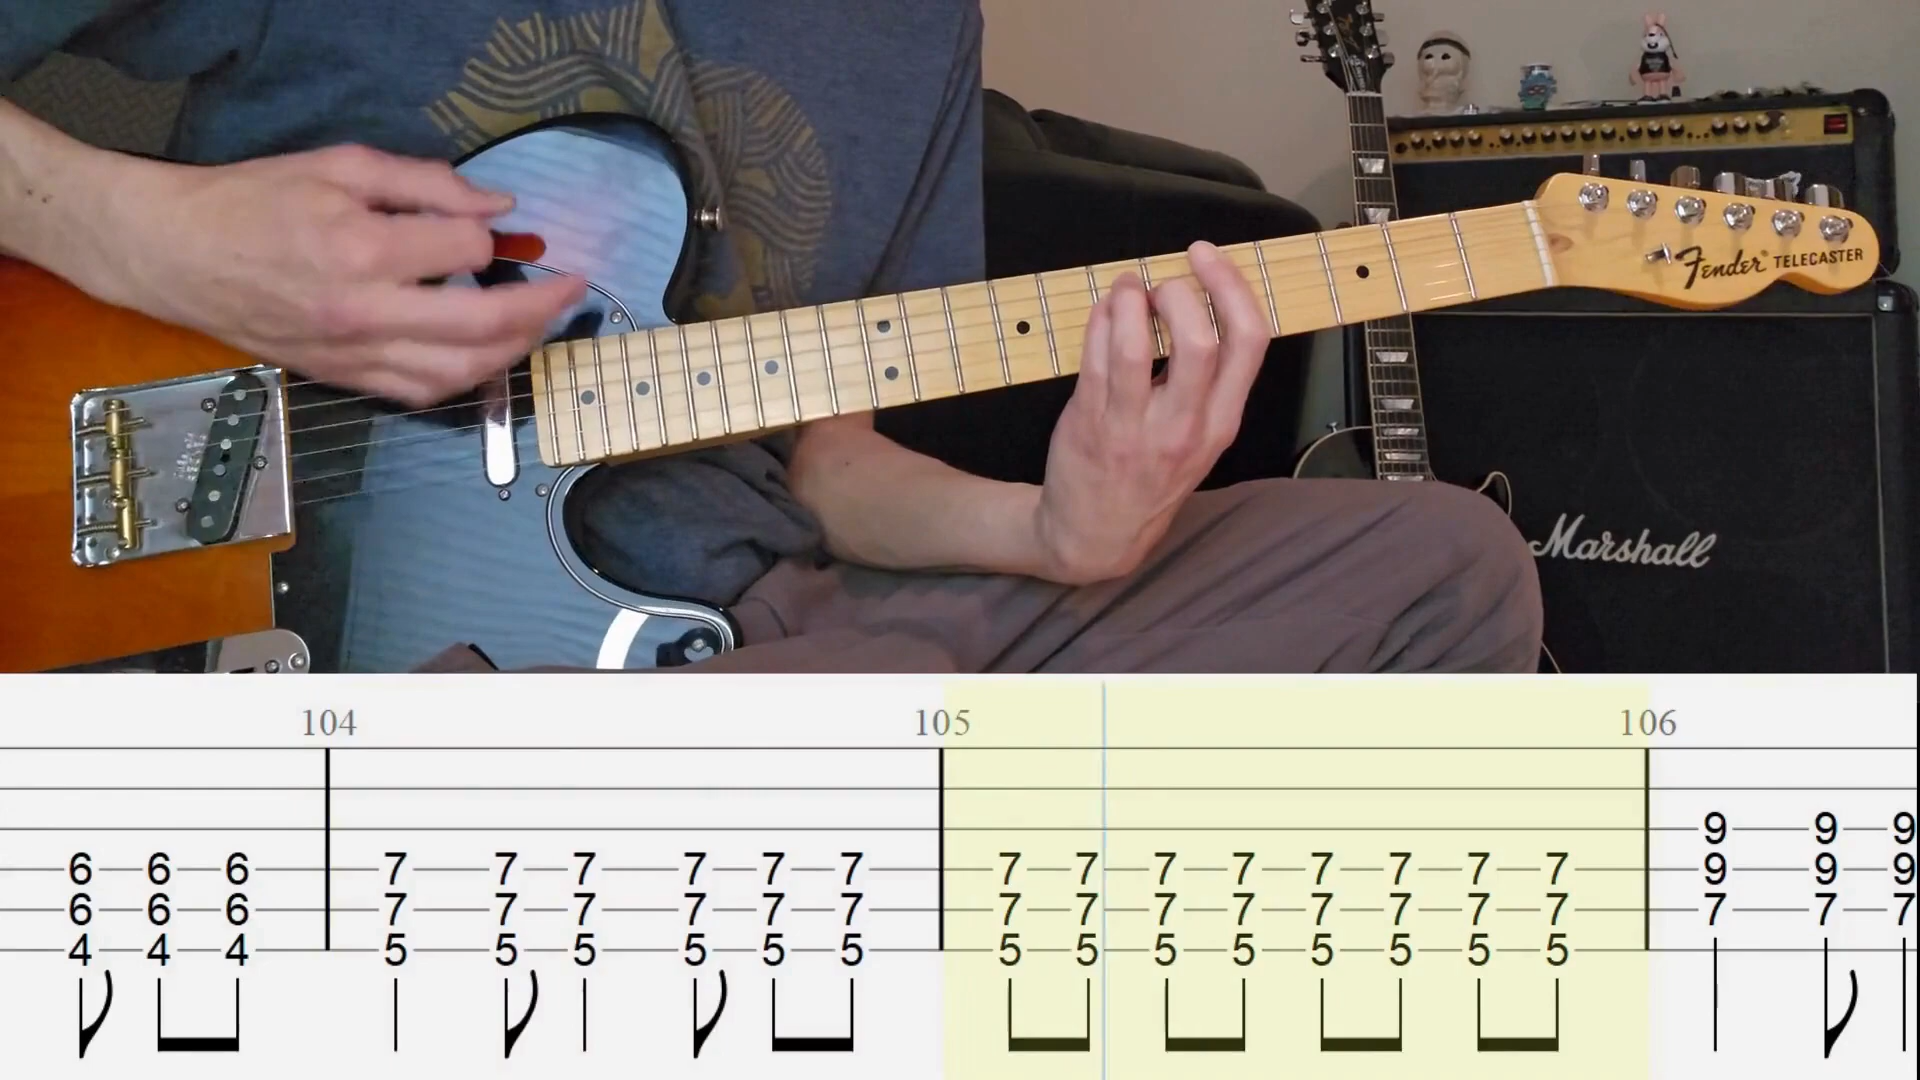 Fender TELECASTER
Marshall
104 105 106
9 9 9
6 6 6 7 7 7 7 7 7 7 7 7 7 7 7 7 7 9 9 9
6 6 6 7 7 7 7 7 7 7 7 7 7 7 7 7 7 7 7 7
4 4 4 5 5 5 5 5 5 5 5 5 5 5 5 5 5